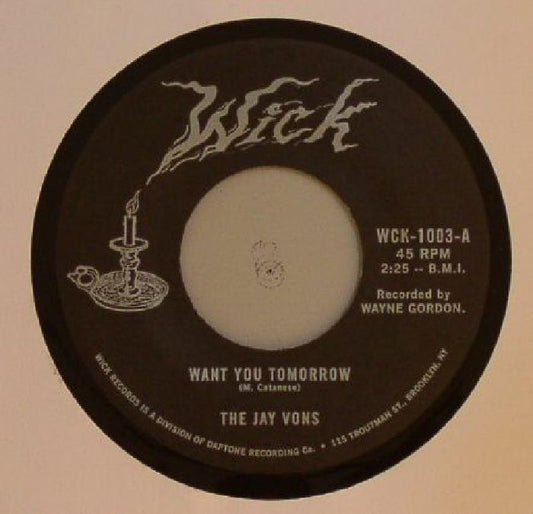 Wick
WCK-1003-A
45 RPM
2:25 -- B.M.I.
Recorded by
WAYNE GORDON.
WANT YOU TOMORROW
(M. Catanese)
THE JAY VONS
WICK RECORDS IS A DIVISION OF DAPTONE RECORDING Co. * 115 TROUTMAN ST., BROOKLYN, NY